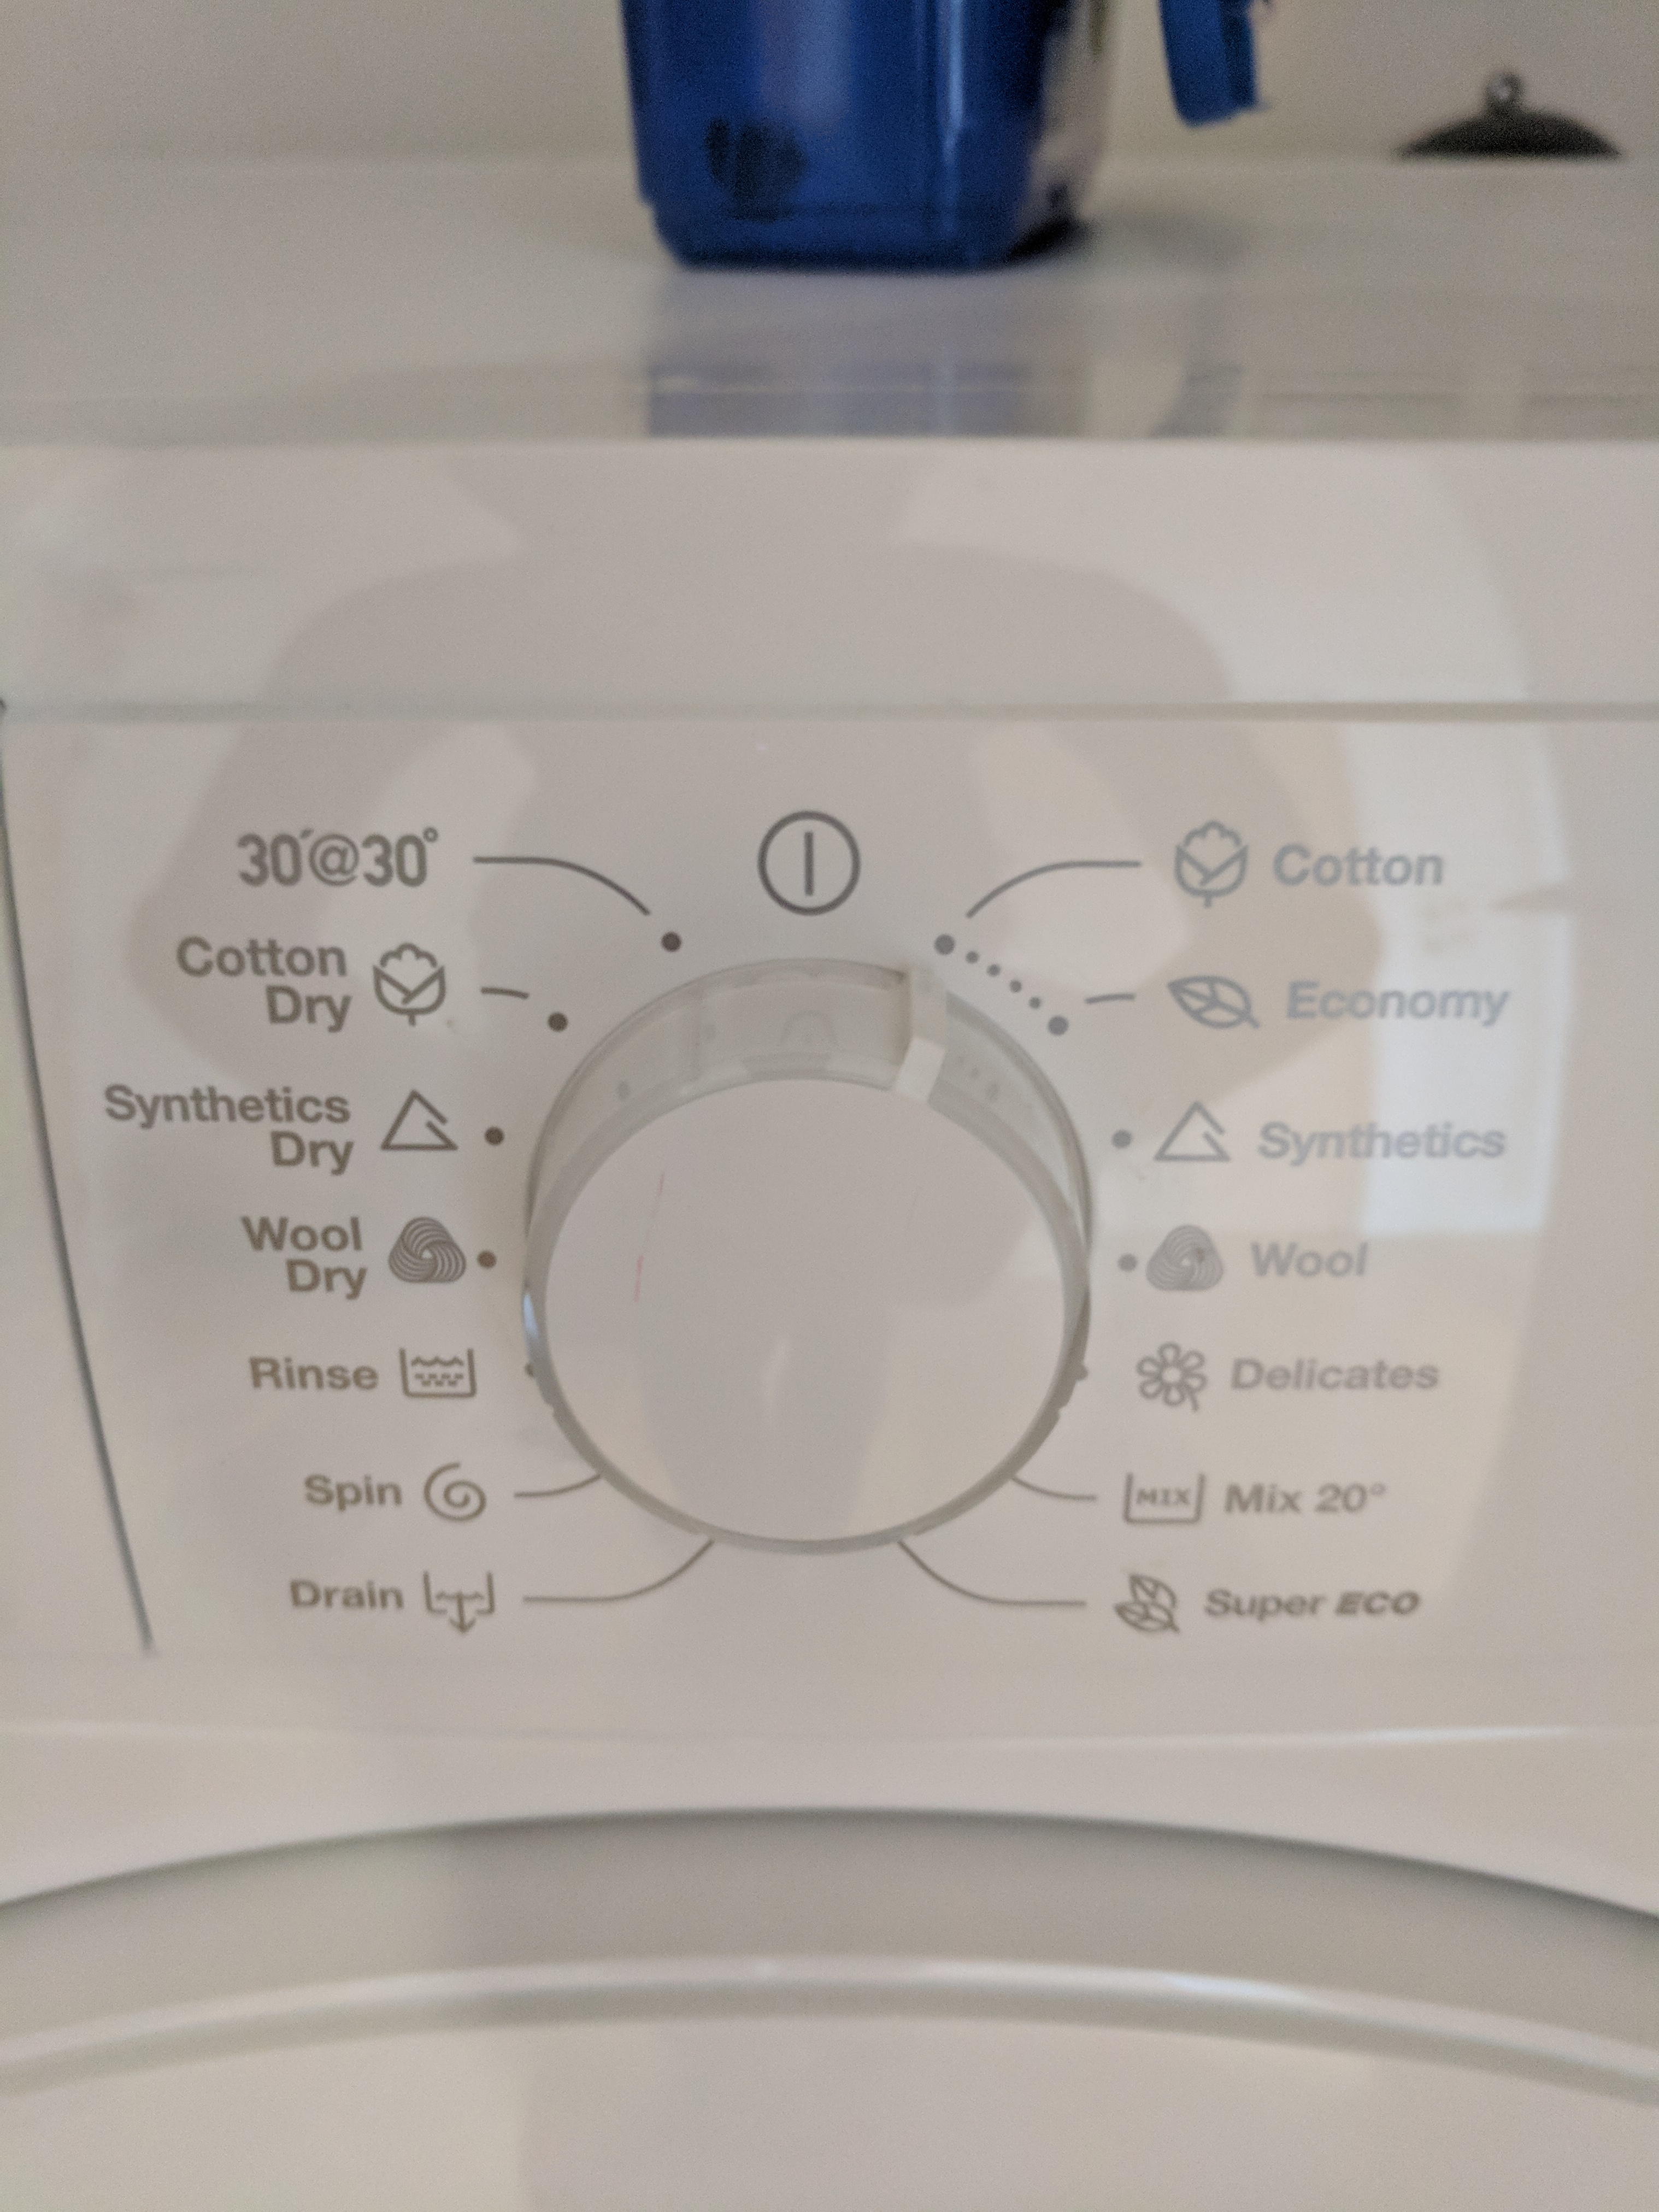 30'@30°
Cotton
Dry
Synthetics
Dry
Wool
Dry
Rinse
Spin
Drain
Cotton
Economy
Synthetics
Wool
Delicates
MIX Mix 20°
Super ECO